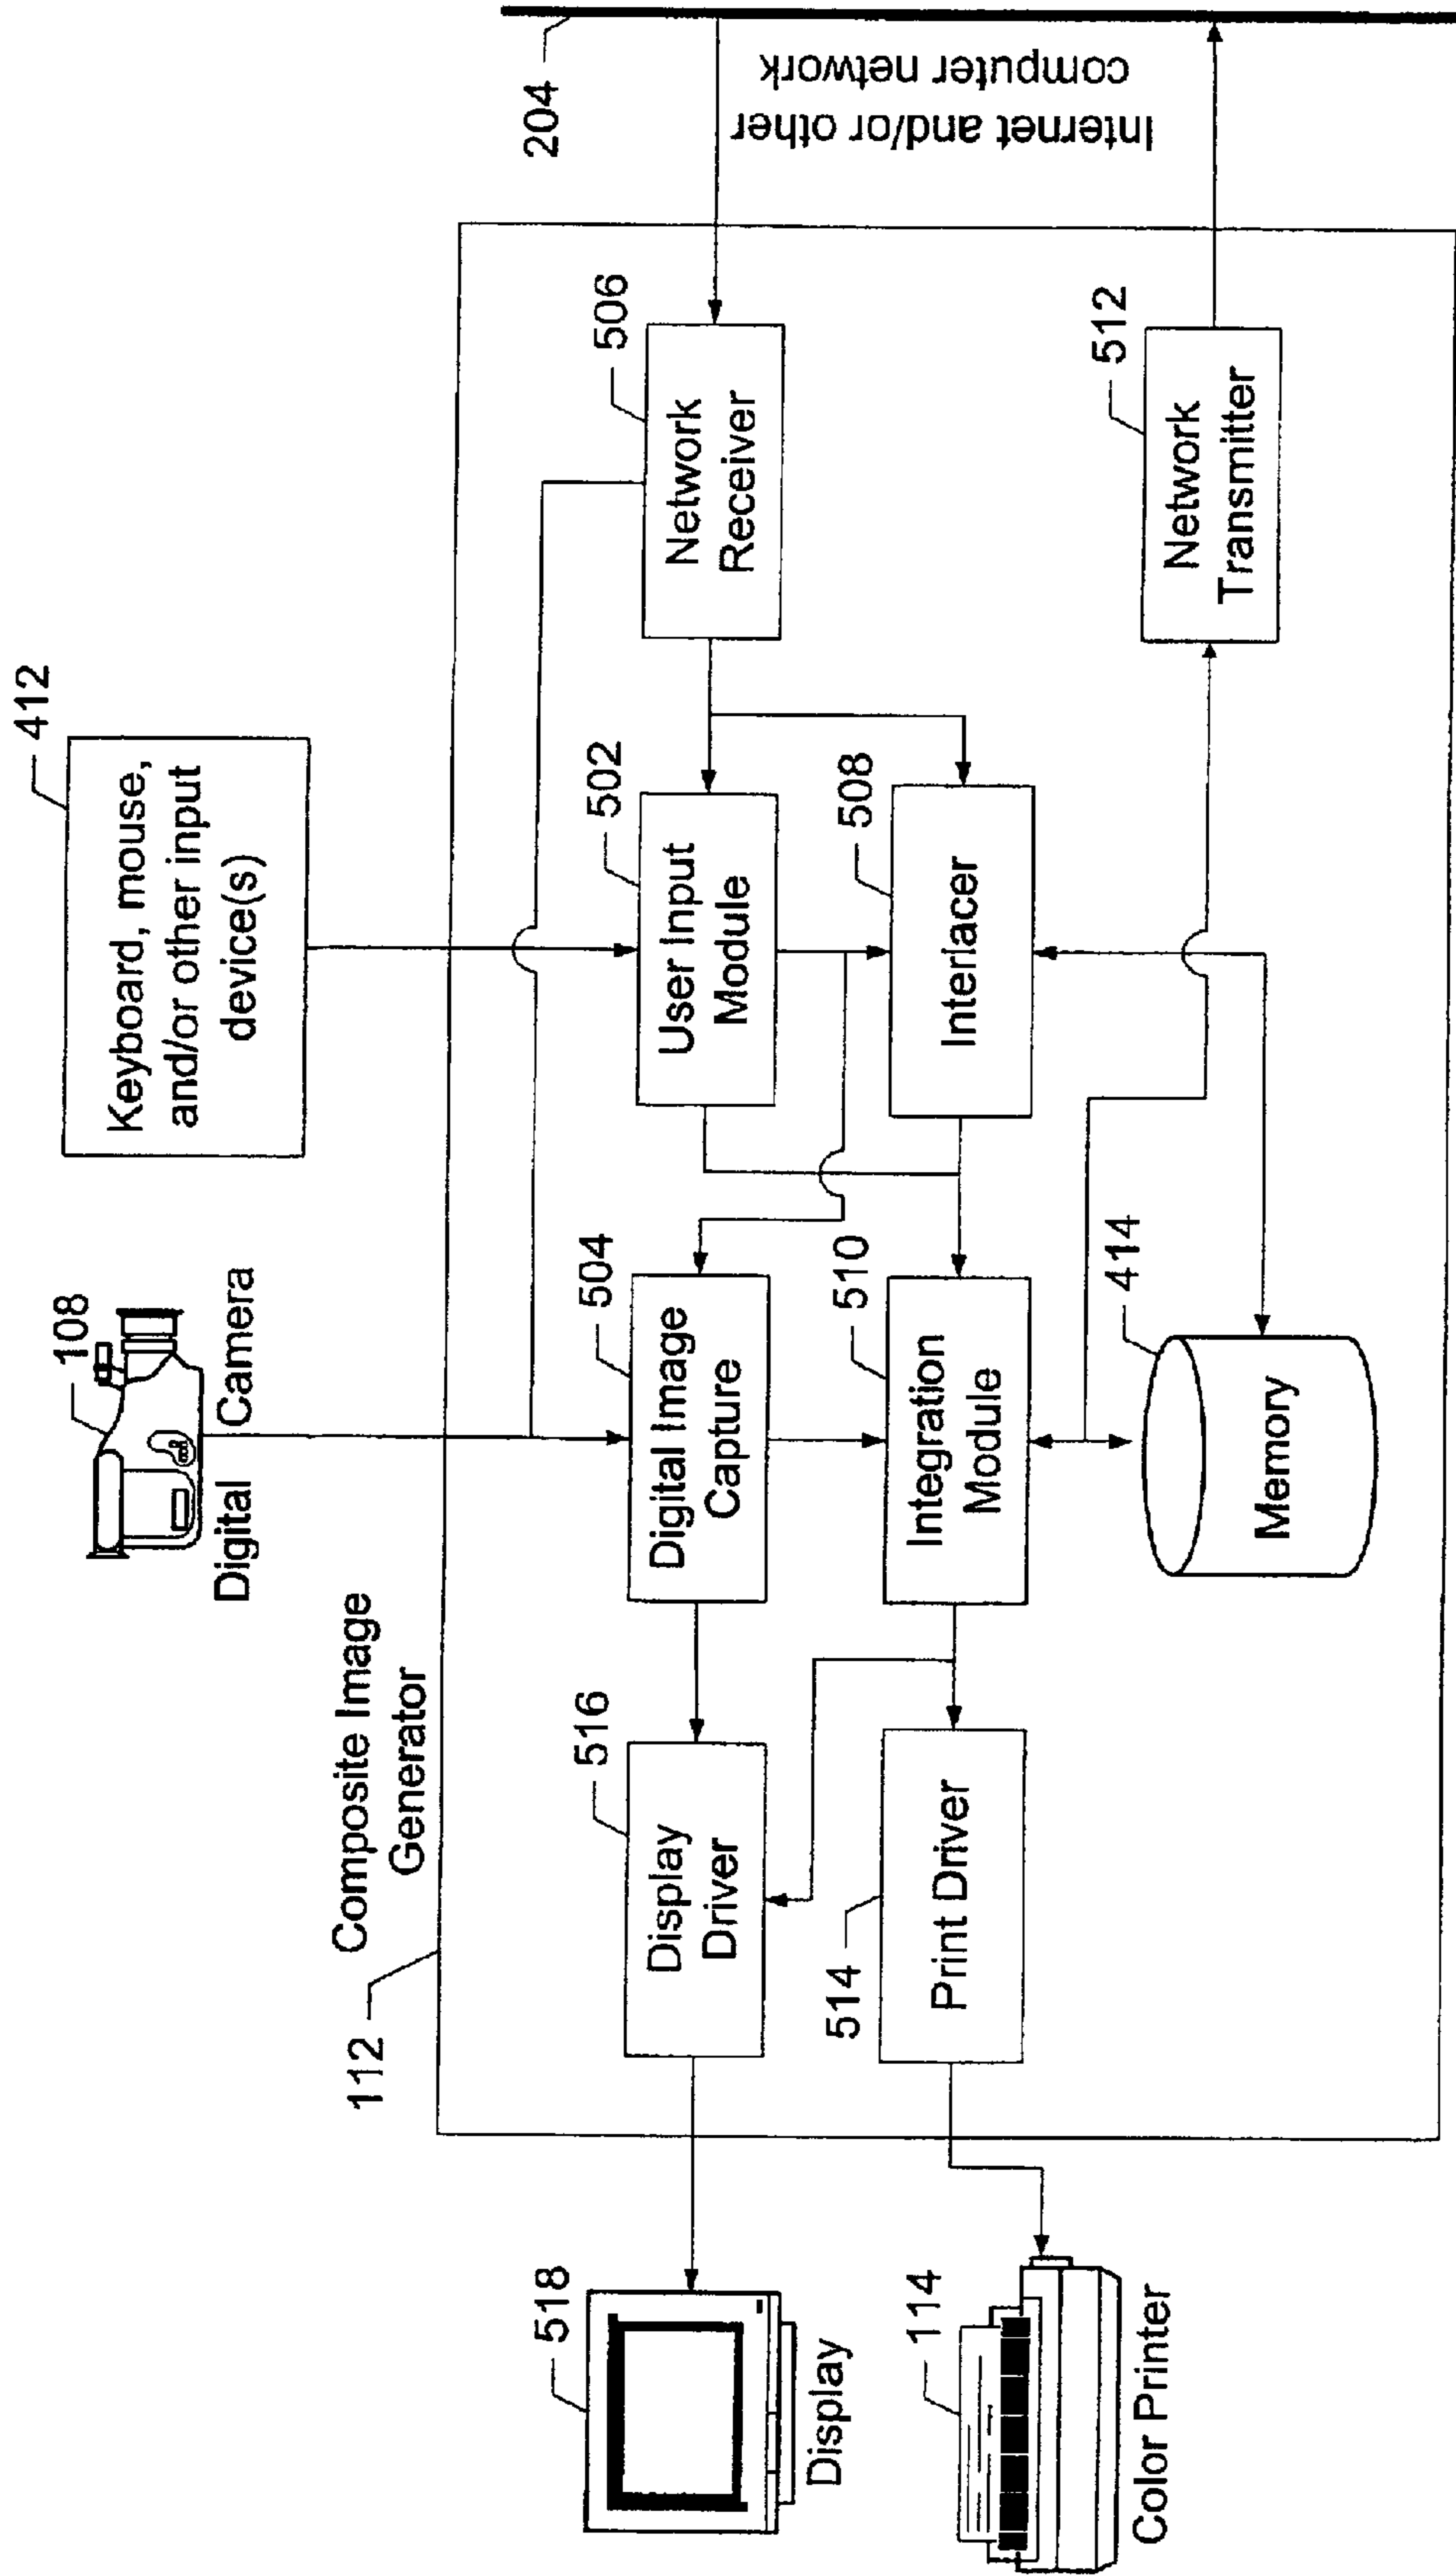 108
Digital Camera
412
Keyboard, mouse,
and/or other input
device(s)
112
Composite Image
Generator
518
Display
516
Display
Driver
504
Digital Image
Capture
502
User Input
Module
506
Network
Receiver
204
Internet and/or other
computer network
114
Color Printer
514
Print Driver
510
Integration
Module
508
Interiacer
512
Network
Transmitter
414
Memory